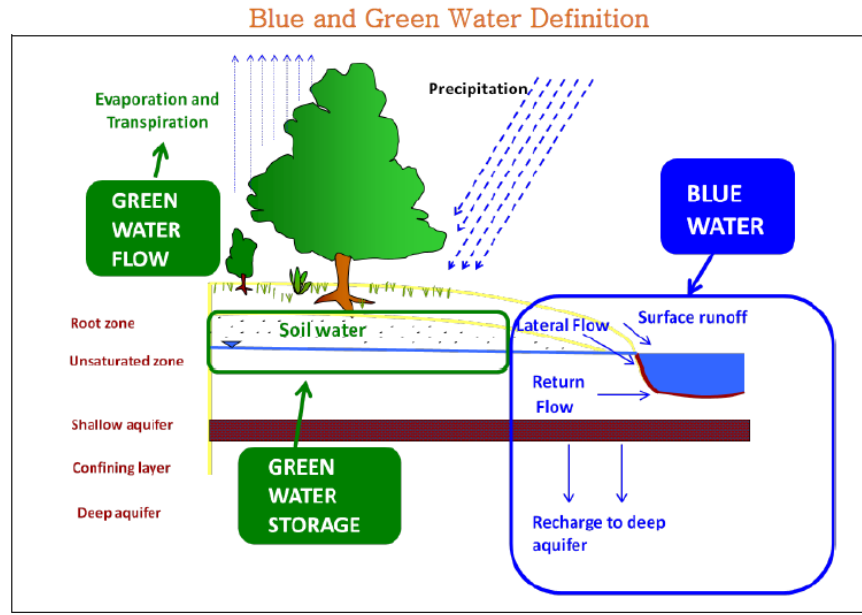 Blue and Green Water Definition
Evaporation and
Transpiration
Precipitation
GREEN
WATER
FLOW
BLUE
WATER
Root zone
Soil water
Lateral Flow
Surface runoff
Unsaturated zone
Return
Flow
Shallow aquifer
Confining layer
Deep aquifer
GREEN
WATER
STORAGE
Recharge to deep
aquifer